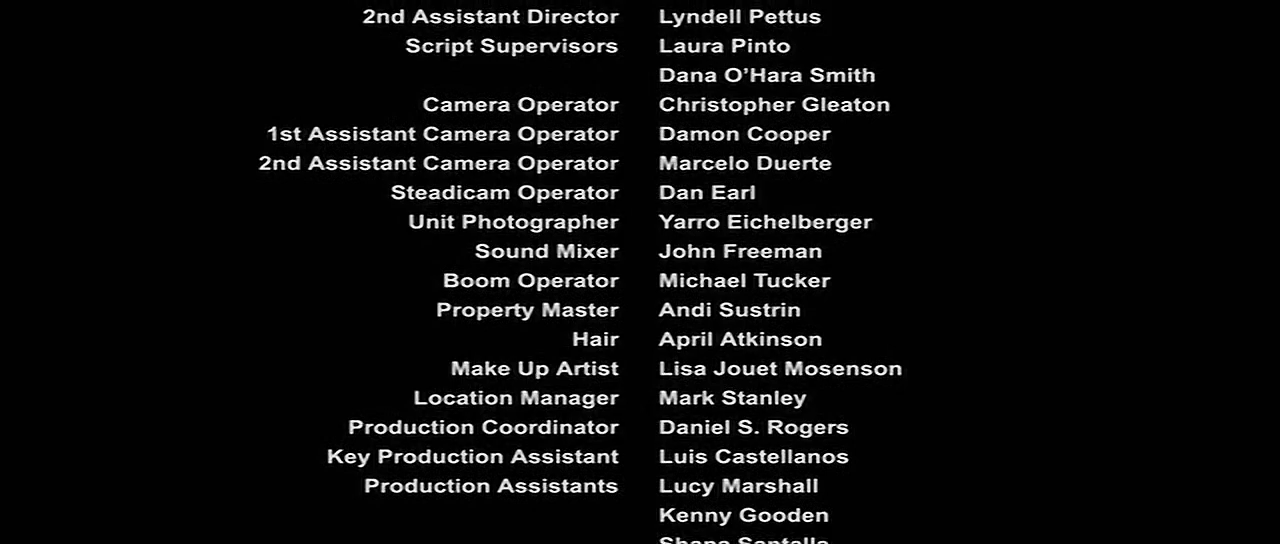 2nd Assistant Director Lyndell Pettus
Script Supervisors Laura Pinto
Dana O’Hara Smith
Camera Operator Christopher Gleaton
1st Assistant Camera Operator Damon Cooper
2nd Assistant Camera Operator Marcelo Duerte
Steadicam Operator Dan Earl
Unit Photographer Yarro Eichelberger
Sound Mixer John Freeman
Boom Operator Michael Tucker
Property Master Andi Sustrin
Hair April Atkinson
Make Up Artist Lisa Jouet Mosenson
Location Manager Mark Stanley
Production Coordinator Daniel S. Rogers
Key Production Assistant Luis Castellanos
Production Assistants Lucy Marshall
Kenny Gooden